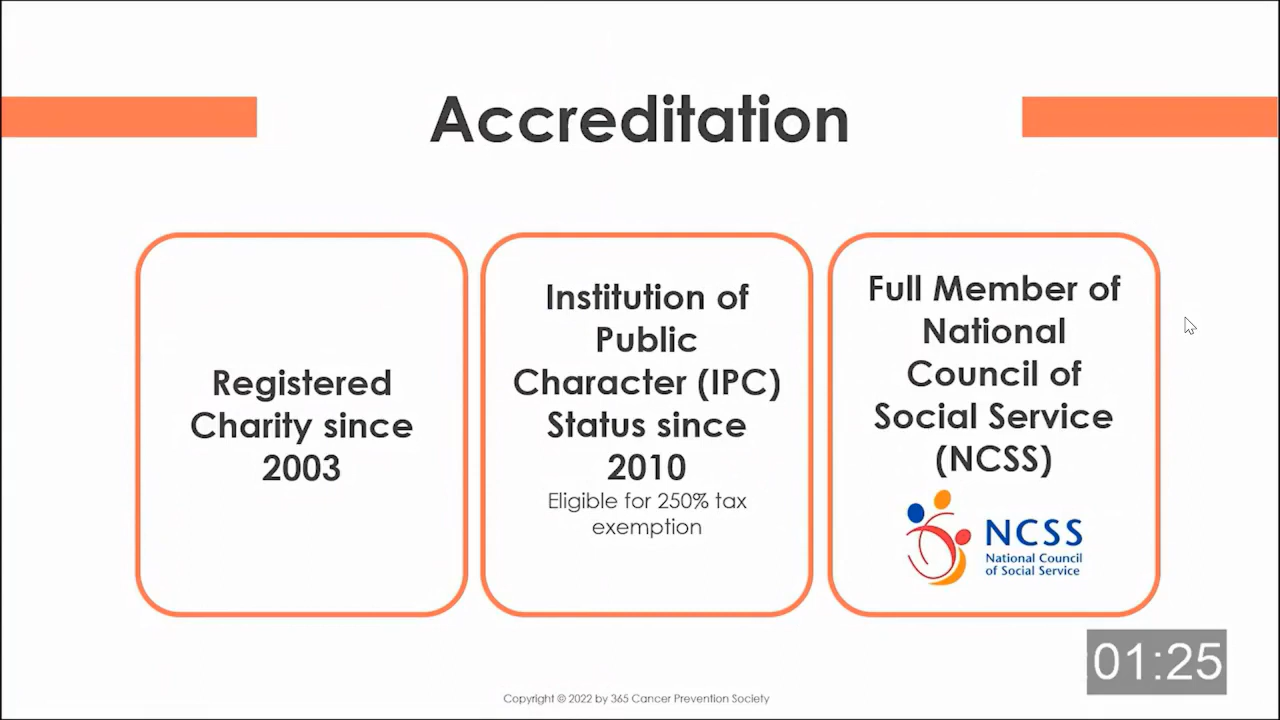 Accreditation
Registered
Charity since
2003
Institution of
Public
Character (IPC)
Status since
2010
Eligible for 250% tax
exemption
Full Member of
National
Council of
Social Service
(NCSS)
NCSS
National Council
of Social Service
01:25
Copyright © 2022 by 365 Cancer Prevention Society